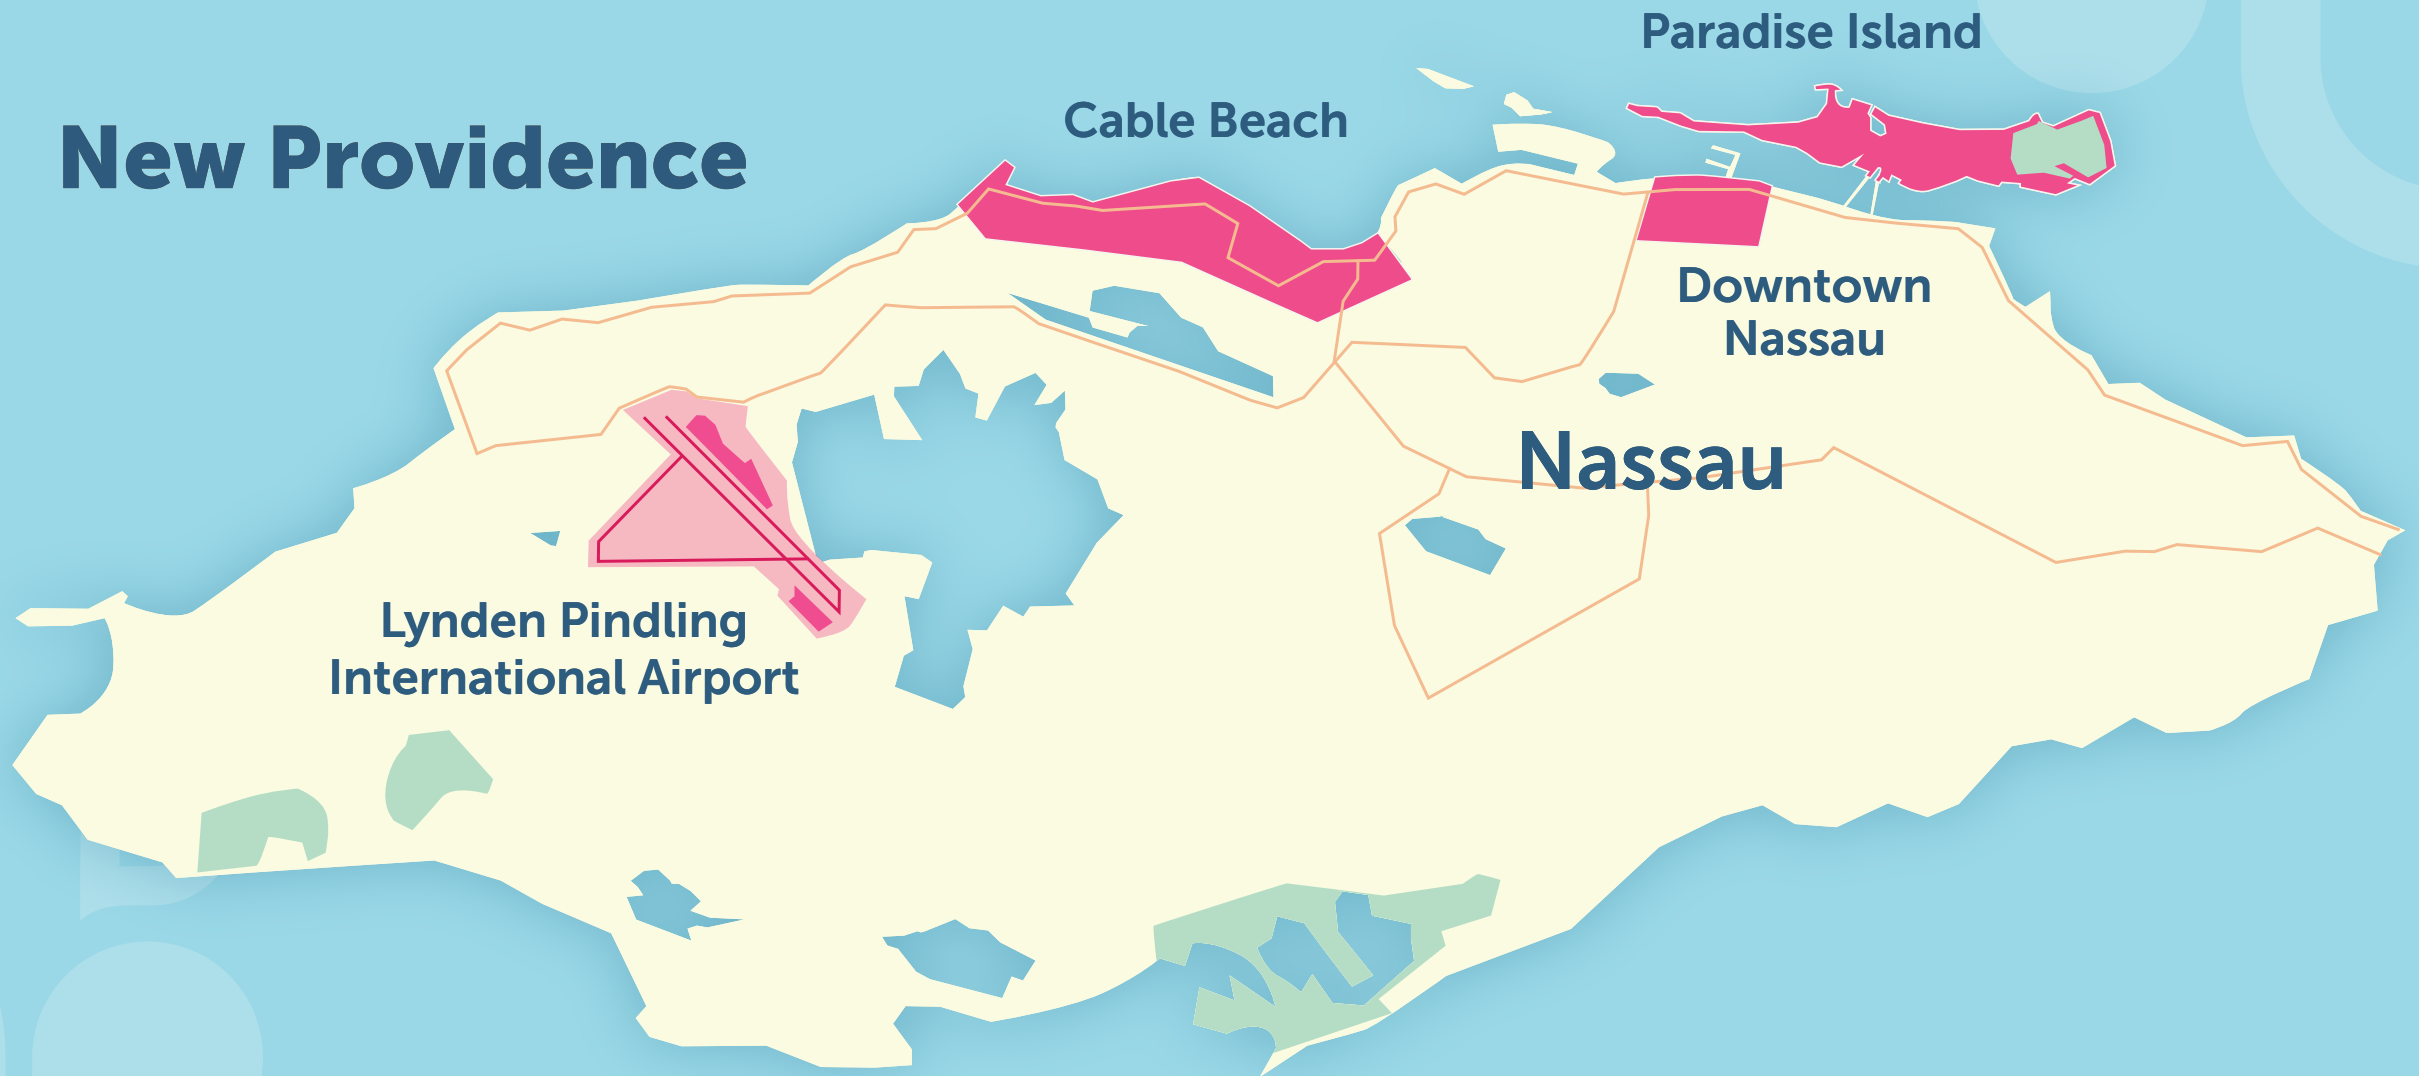 Paradise Island
Cable Beach
New Providence
Downtown
Nassau
Nassau
Lynden Pindling
International Airport